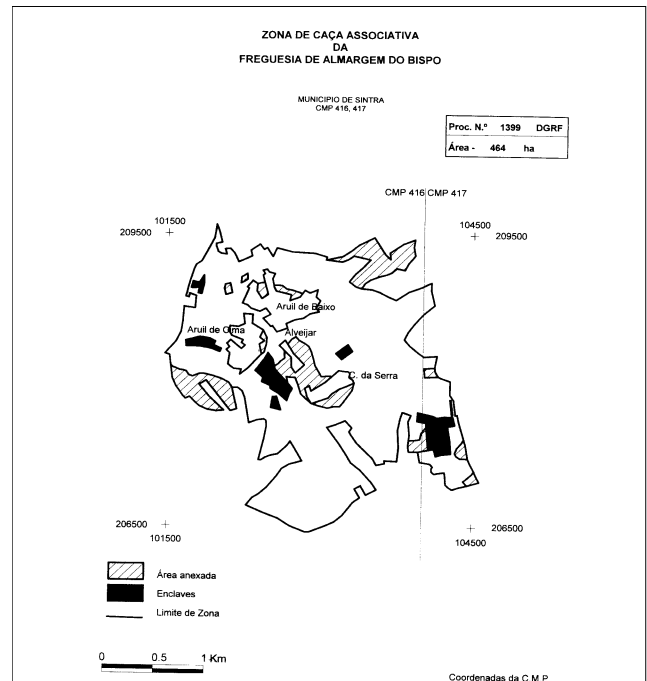 ZONA DE CAÇA ASSOCIATIVA
DA
FREGUESIA DE ALMARGEM DO BISPO
MUNICIPIO DE SINTRA
CMP 416, 417
Proc. N.º 1399 DGRF
Área - 464 ha
CMP 416 CMP 417
101500
209500
104500
209500
Aruil de Baixo
Aruil de Cima
Alveijar
C. da Serra
206500
101500
206500
104500
Área anexada
Enclaves
Limite de Zona
0 0.5 1 Km
Coordenadas da C M P